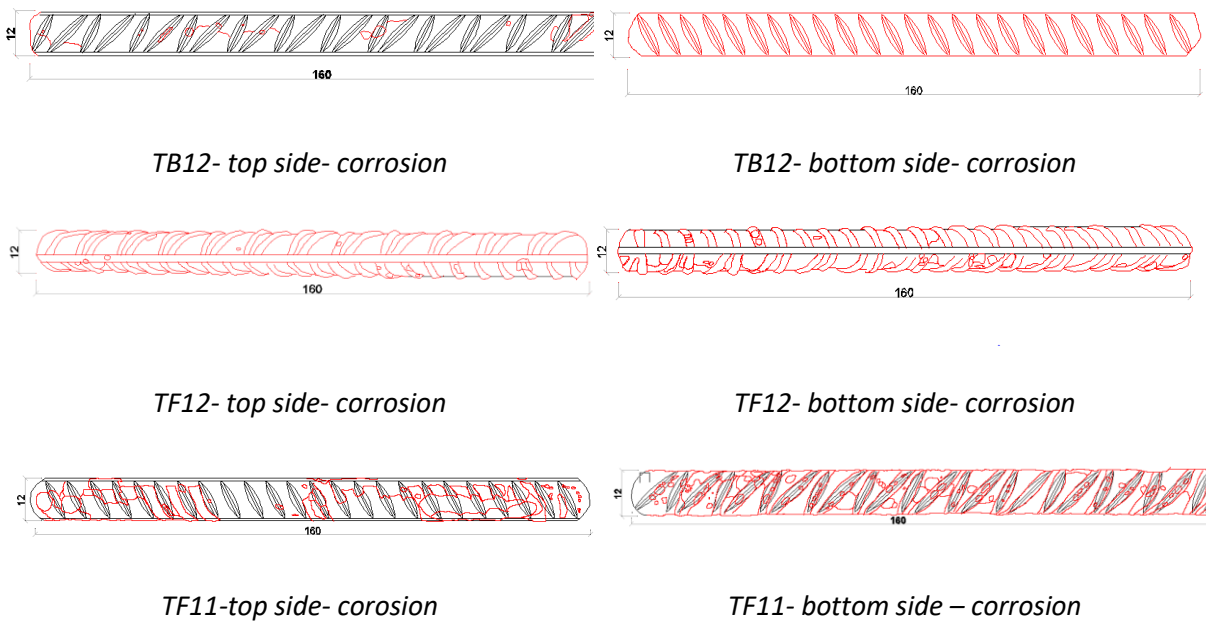 12
160
TB12- top side- corrosion
12
160
TB12- bottom side- corrosion
12
160
TF12- top side- corrosion
12
160
TF12- bottom side- corrosion
12
160
TF11-top side- corosion
12
160
TF11- bottom side – corrosion